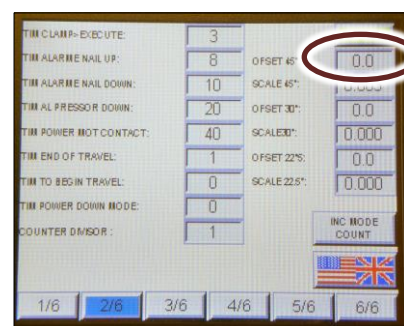 TIM CLAMP> EXECUTE: 3
TIM ALARME NAIL UP: 8 OFSET 45°: 0.0
TIM ALARME NAIL DOWN: 10 SCALE 45°: 0.000
TIM AL PRESSOR DOWN: 20 OFSET 30°: 0.0
TIM POWER MOT CONTACT: 40 SCALE30°: 0.000
TIM END OF TRAVEL: 1 OFSET 22°5: 0.0
TIM TO BEGIN TRAVEL: 0 SCALE 22.5°: 0.000
TIM POWER DOWN MODE: 0
COUNTER DIVISOR : 1
INC MODE
COUNT
1/6 2/6 3/6 4/6 5/6 6/6